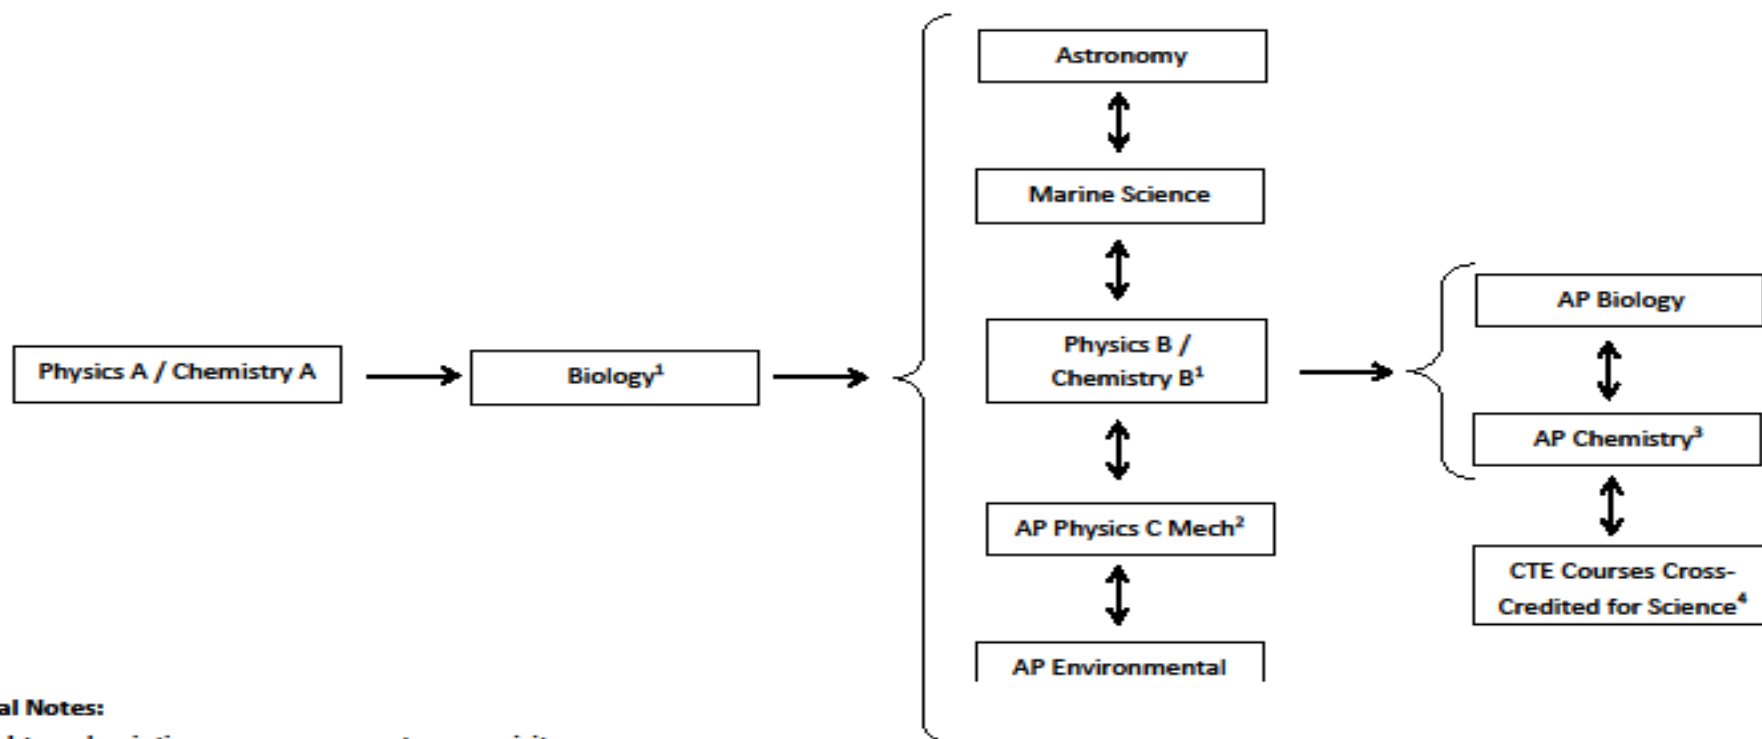 Astronomy
Marine Science
Physics A / Chemistry A
Biology¹
Physics B /
Chemistry B¹
AP Physics C Mech²
AP Environmental
AP Biology
AP Chemistry³
CTE Courses Cross-
Credited for Science⁴
al Notes: